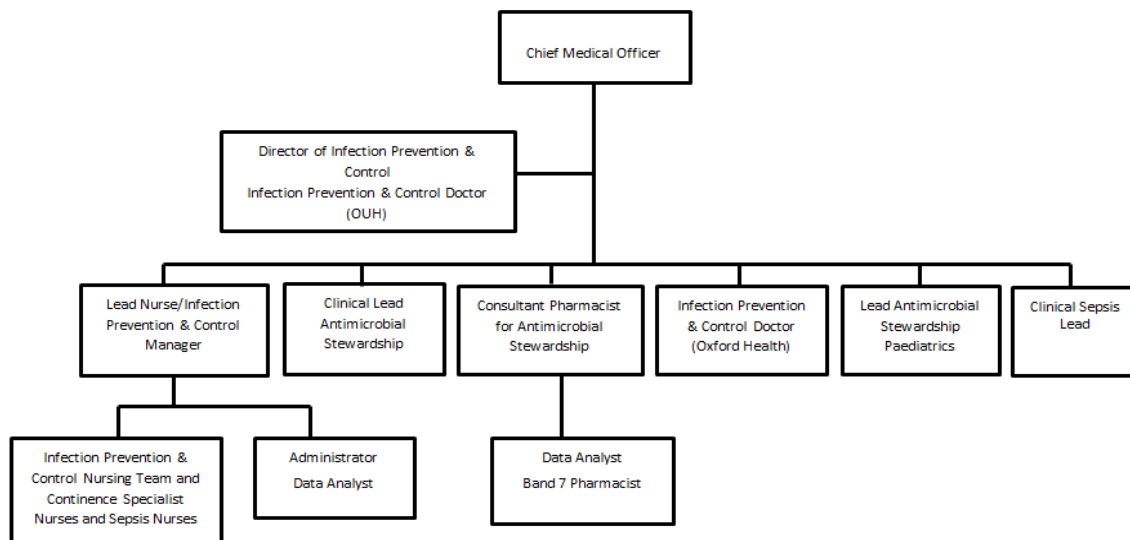 Chief Medical Officer
Director of Infection Prevention &
Control
Infection Prevention & Control Doctor
(OUH)
Lead Nurse/Infection
Prevention & Control
Manager
Clinical Lead
Antimicrobial
Stewardship
Consultant Pharmacist
for Antimicrobial
Stewardship
Infection Prevention
& Control Doctor
(Oxford Health)
Lead Antimicrobial
Stewardship
Paediatrics
Clinical Sepsis
Lead
Infection Prevention &
Control Nursing Team and
Continence Specialist
Nurses and Sepsis Nurses
Administrator
Data Analyst
Data Analyst
Band 7 Pharmacist